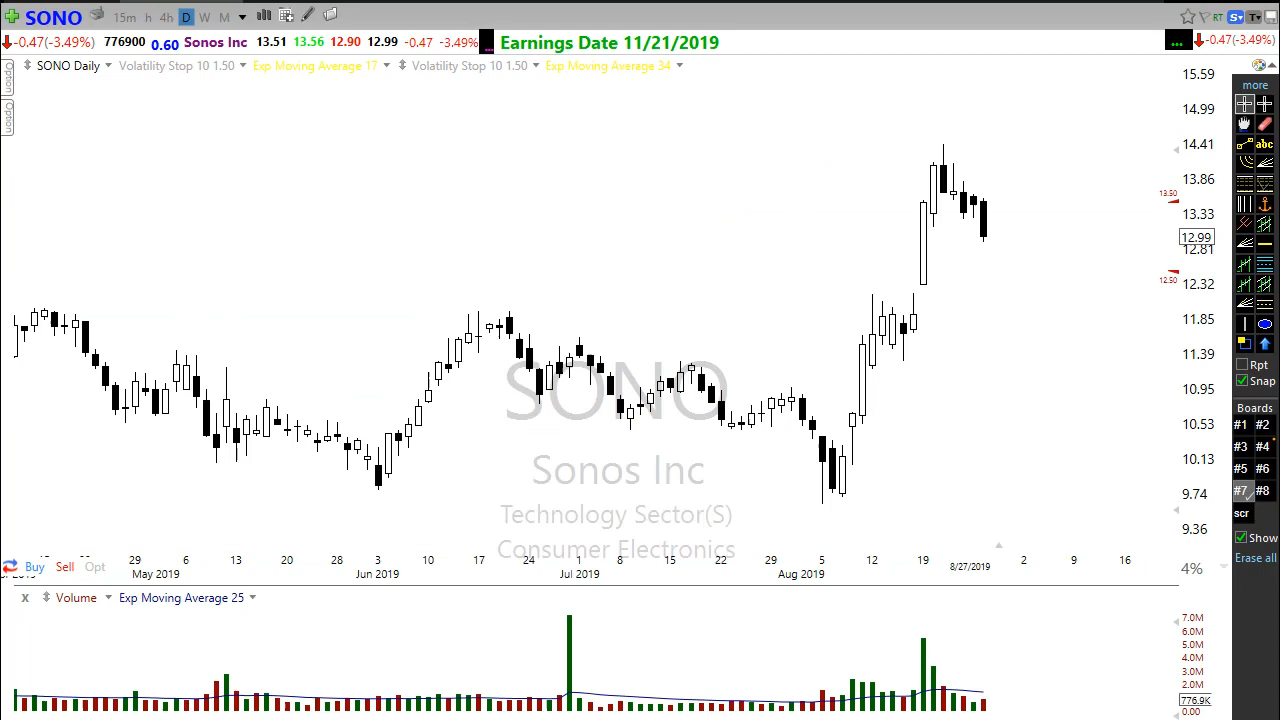 SONO 15m h 4h D W M RT S T
-0.47(-3.49%) 776900 0.60 Sonos Inc 13.51 13.56 12.90 12.99 -0.47 -3.49% ... Earnings Date 11/21/2019 ... -0.47(-3.49%)
SONO Daily Volatility Stop 10 1.50 Exp Moving Average 17 Volatility Stop 10 1.50 Exp Moving Average 34
Option
Option
15.59
14.99
14.41
13.86
13.50
13.33
12.99
12.81
12.50
12.32
11.85
11.39
10.95
10.53
10.13
9.74
9.36
4%
SONO
Sonos Inc
Technology Sector(S)
Consumer Electronics
29 6 13 20 28 3 10 17 24 1 8 15 22 29 5 12 19 8/27/2019 2 9 16
May 2019 Jun 2019 Jul 2019 Aug 2019
Buy Sell Opt
x Volume Exp Moving Average 25
7.0M
6.0M
5.0M
4.0M
3.0M
2.0M
776.9K
0.00
more
abc
Rpt
Snap
Boards
#1 #2
#3 #4
#5 #6
#7 #8
scr
Show
Erase all